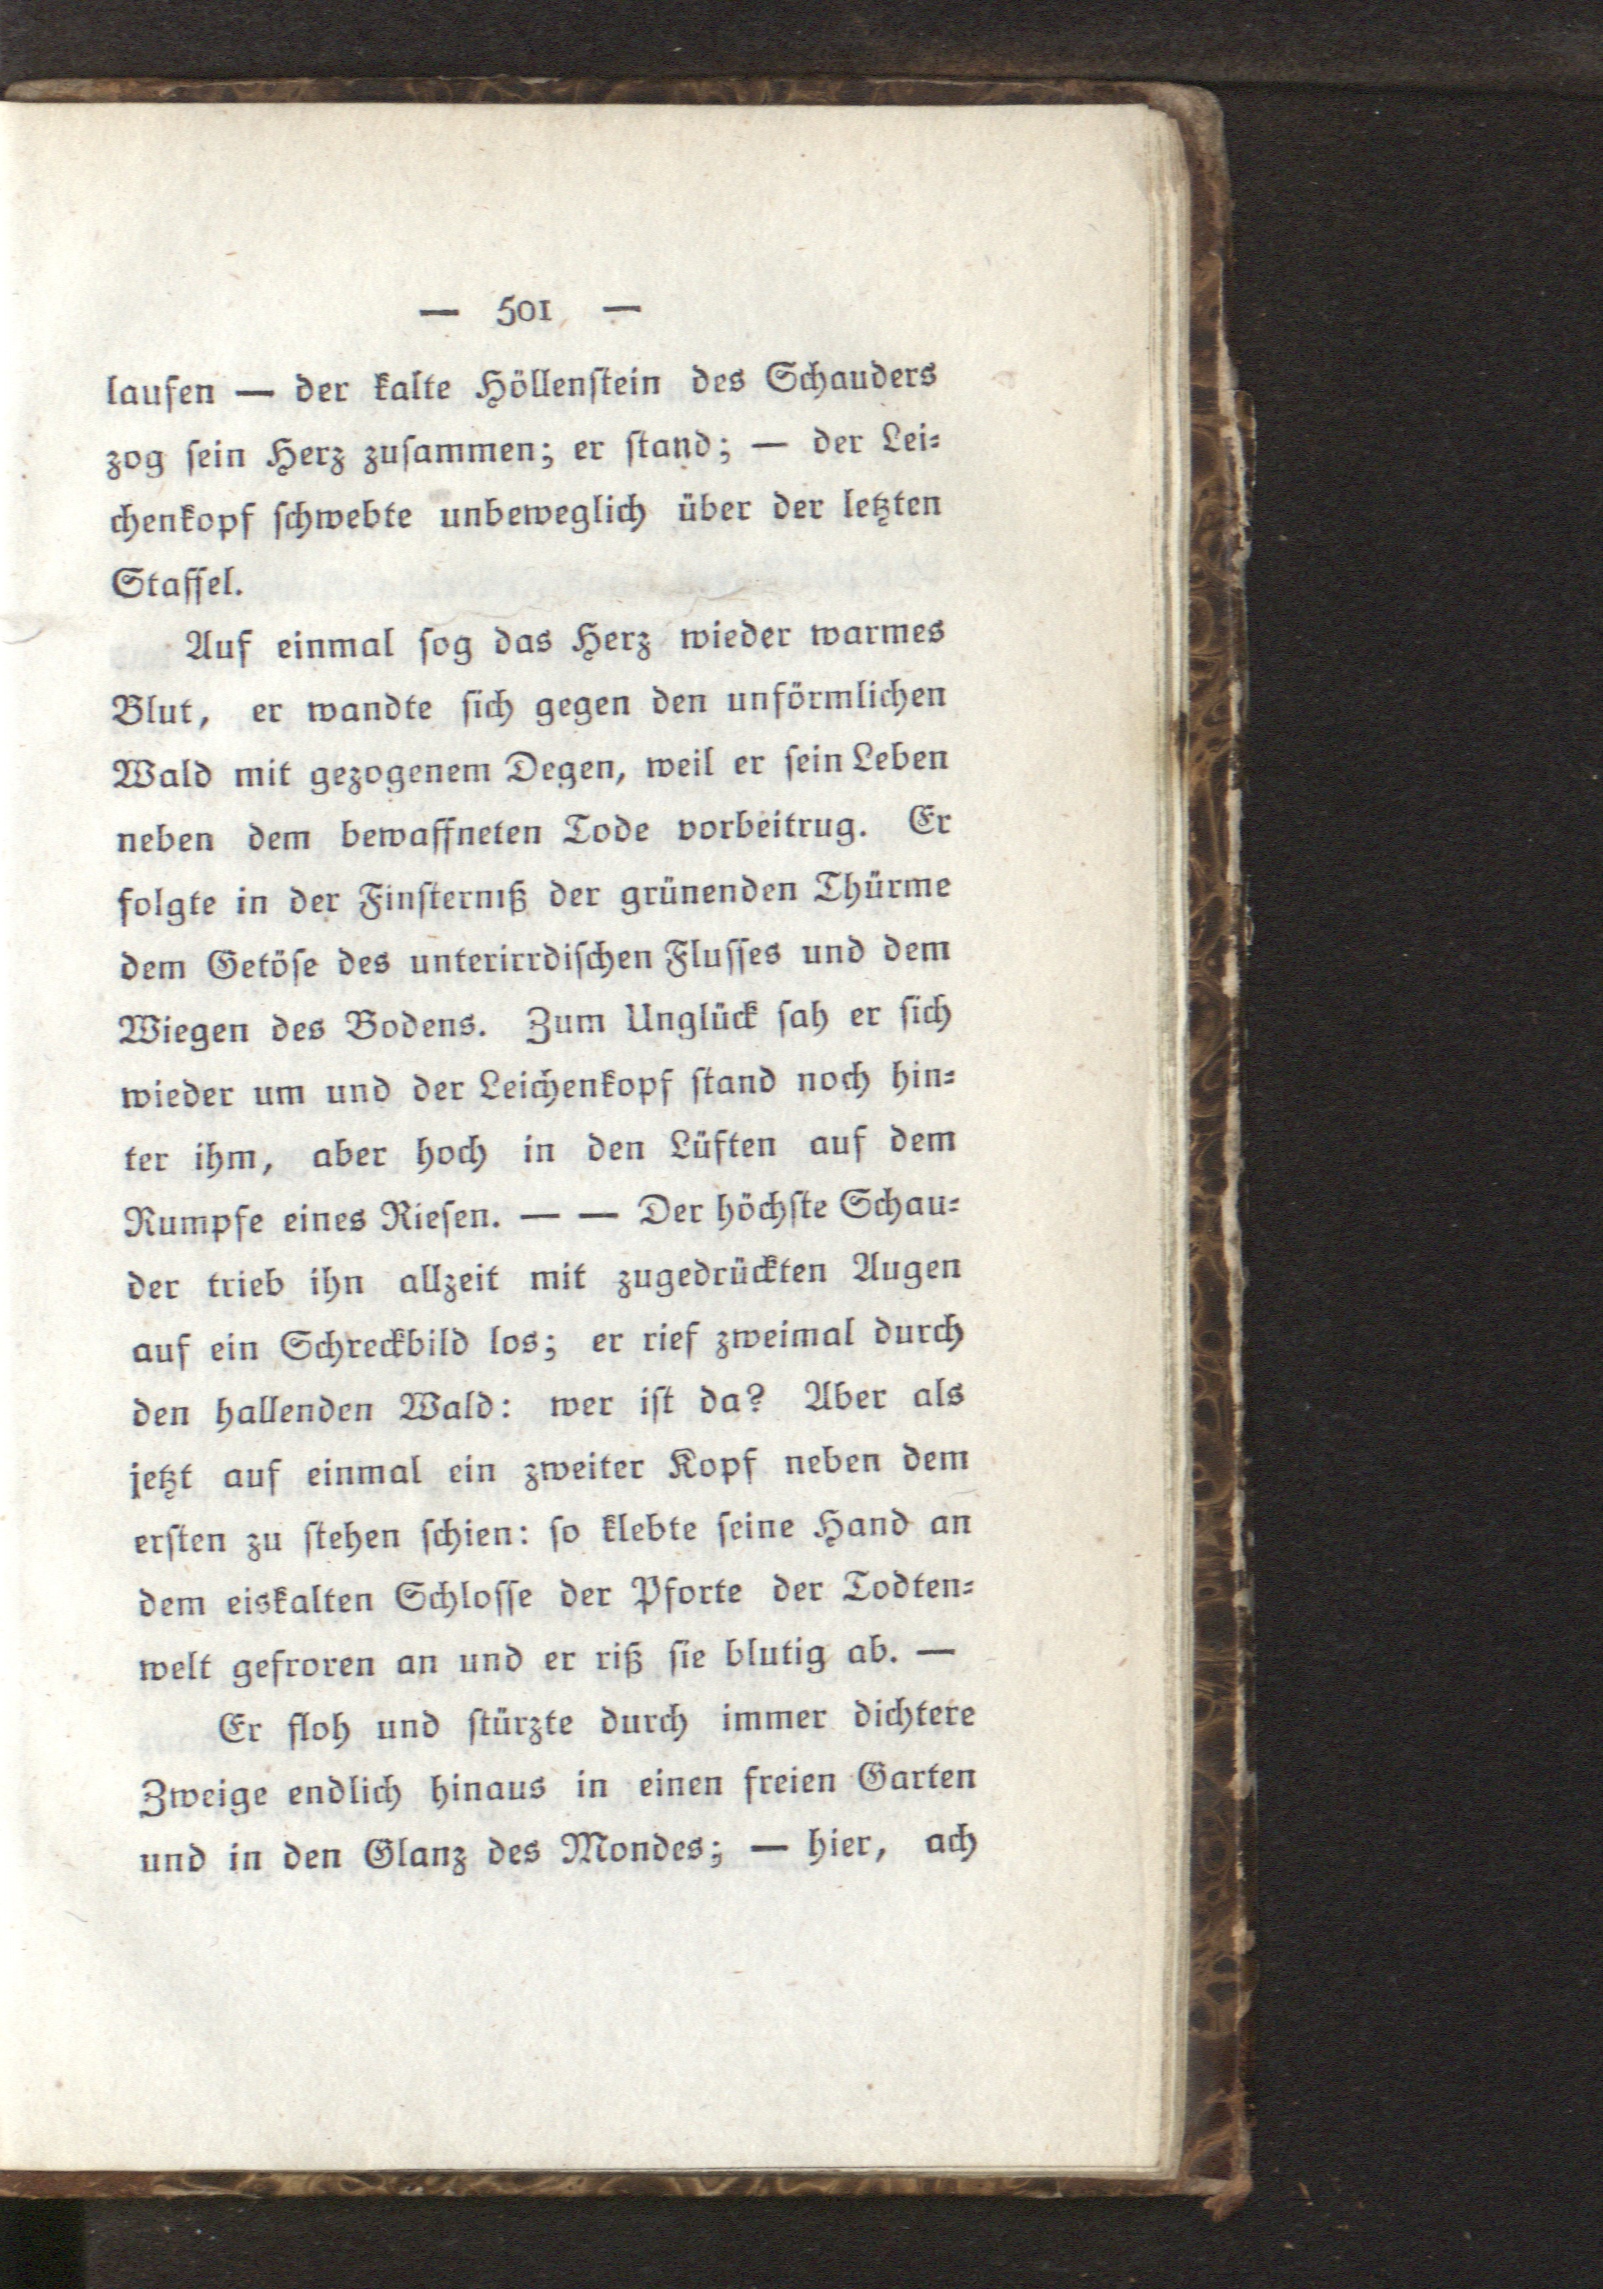 — 501 —
laufen — der kalte Höllenſtein des Schauders
zog ſein Herz zuſammen; er ſtand; — der Lei⸗
chenkopf ſchwebte unbeweglich über der letzten
Staffel.
Auf einmal ſog das Herz wieder warmes
Blut, er wandte ſich gegen den unförmlichen
Wald mit gezogenem Degen, weil er ſein Leben
neben dem bewaffneten Tode vorbeitrug. Er
folgte in der Finſterniß der grünenden Thürme
dem Getöſe des unterirrdiſchen Fluſſes und dem
Wiegen des Bodens. Zum Unglück ſah er ſich
wieder um und der Leichenkopf ſtand noch hin⸗
ter ihm, aber hoch in den Lüften auf dem
Rumpfe eines Rieſen. — — Der höchſte Schau⸗
der trieb ihn allzeit mit zugedrückten Augen
auf ein Schreckbild los; er rief zweimal durch
den hallenden Wald: wer iſt da? Aber als
jetzt auf einmal ein zweiter Kopf neben dem
erſten zu ſtehen ſchien: ſo klebte ſeine Hand an
dem eiskalten Schloſſe der Pforte der Todten⸗
welt gefroren an und er riß ſie blutig ab. —
Er floh und ſtürzte durch immer dichtere
Zweige endlich hinaus in einen freien Garten
und in den Glanz des Mondes; — hier, ach